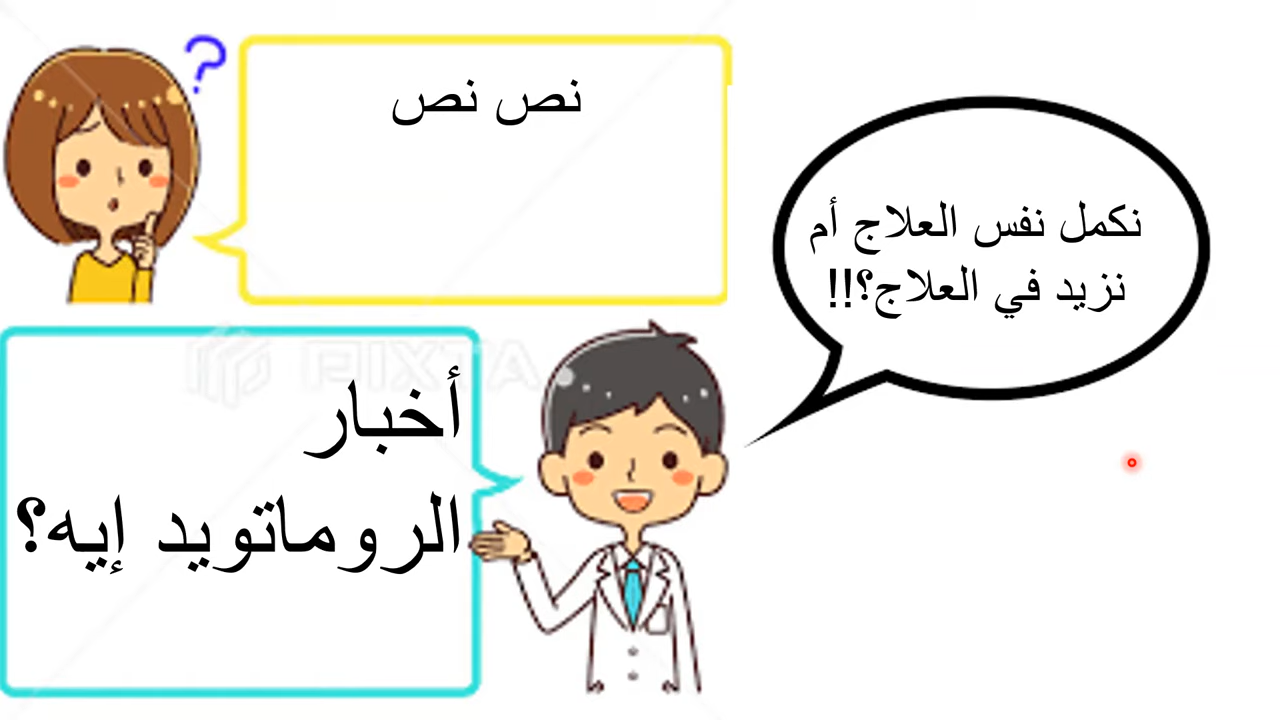 ?
نص نص
نكمل نفس العلاج أم
نزيد في العلاج؟!!
PIXTA
أخبار
الروماتويد إيه؟